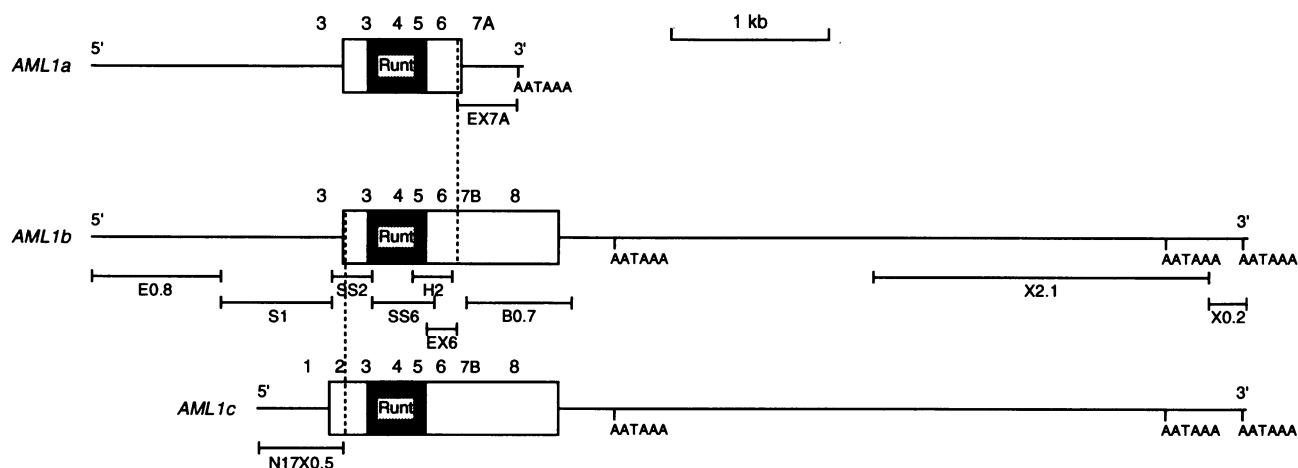 3 3 4 5 6 7A
1 kb
5' 3'
AML1a Runt
AATAAA
EX7A
3 3 4 5 6 7B 8
5' 3'
AML1b Runt
AATAAA AATAAA AATAAA
E0.8 SS2 H2 X2.1
S1 SS6 B0.7 X0.2
EX6
1 2 3 4 5 6 7B 8
5' 3'
AML1c Runt
AATAAA AATAAA AATAAA
N17X0.5